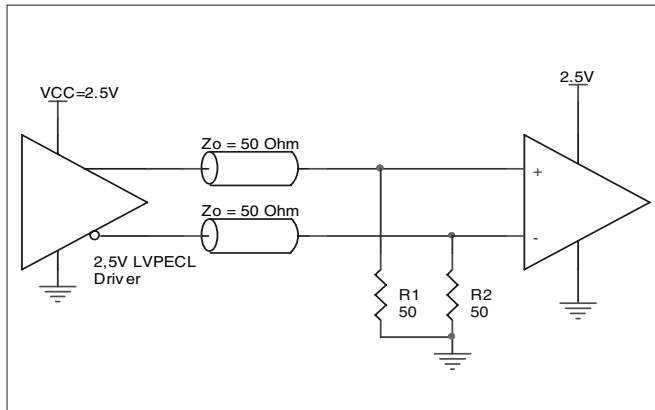 VCC=2.5V
2.5V
Zo = 50 Ohm
Zo = 50 Ohm
+
-
2,5V LVPECL
Driver
R1
50
R2
50